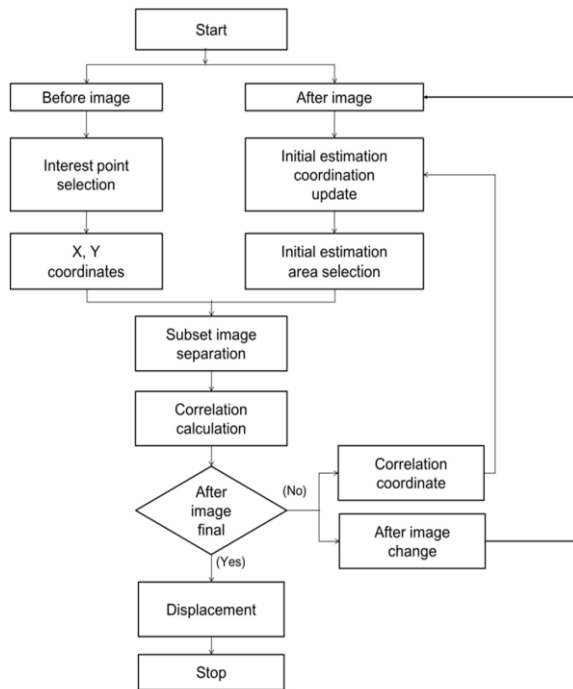 Start
Before image
After image
Interest point
selection
Initial estimation
coordination
update
X, Y
coordinates
Initial estimation
area selection
Subset image
separation
Correlation
calculation
After
image
final
(No)
(Yes)
Correlation
coordinate
After image
change
Displacement
Stop